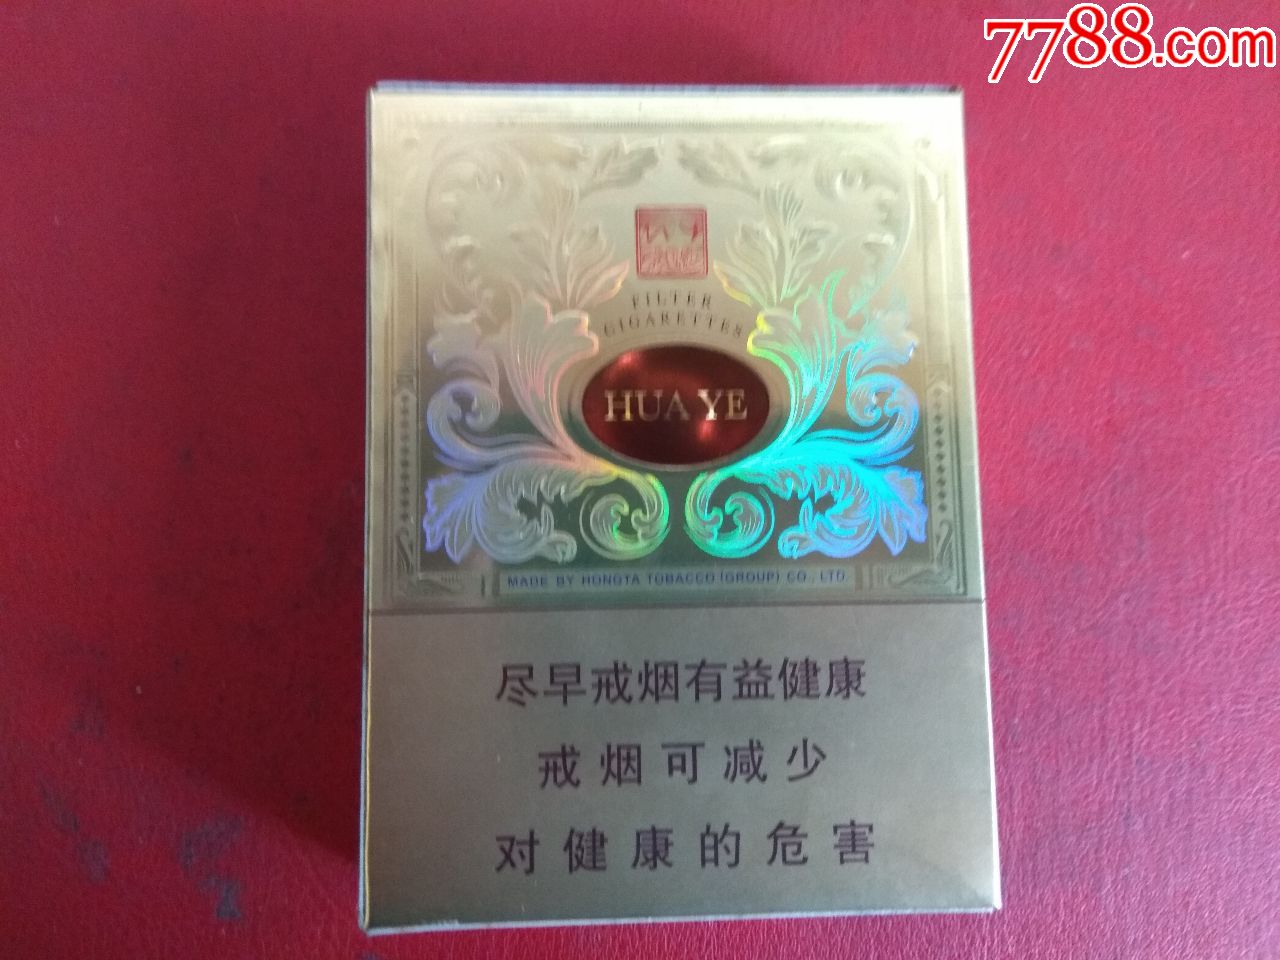 7788.com
FILTER
CIGARETTES
HUA YE
MADE BY HONGTA TOBACCO (GROUP) CO., LTD.
尽早戒烟有益健康
戒烟可减少
对健康的危害